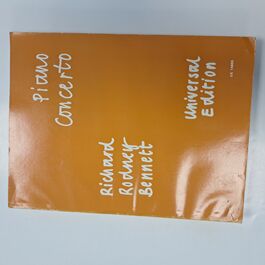 Piano
Concerto
Richard
Rodney
Bennett
Universal
Edition